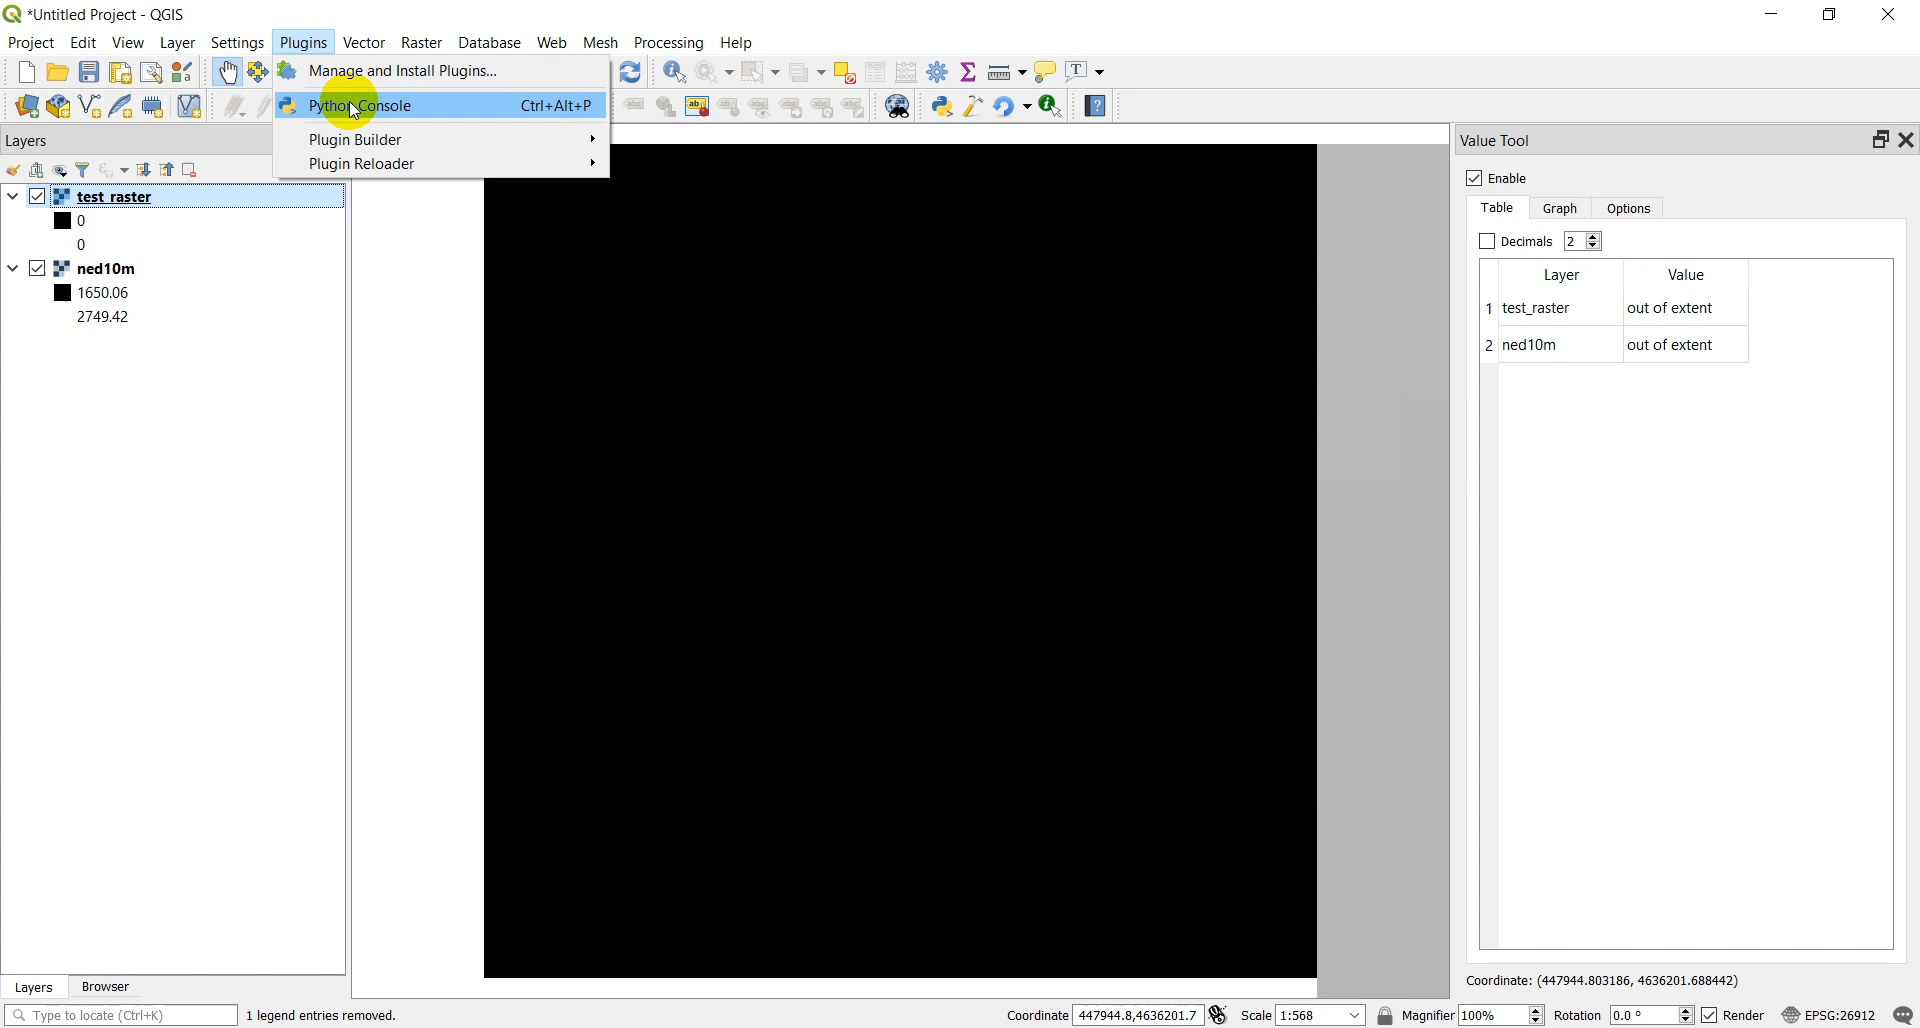 *Untitled Project - QGIS
Project Edit View Layer Settings Plugins Vector Raster Database Web Mesh Processing Help
Manage and Install Plugins...
Python Console Ctrl+Alt+P
Plugin Builder
Plugin Reloader
Layers
test_raster
0
0
ned10m
1650.06
2749.42
Value Tool
Enable
Table Graph Options
Decimals 2
Layer Value
1 test_raster out of extent
2 ned10m out of extent
Coordinate: (447944.803186, 4636201.688442)
Layers Browser
Type to locate (Ctrl+K) 1 legend entries removed. Coordinate 447944.8,4636201.7 Scale 1:568 Magnifier 100% Rotation 0.0 ° Render EPSG:26912